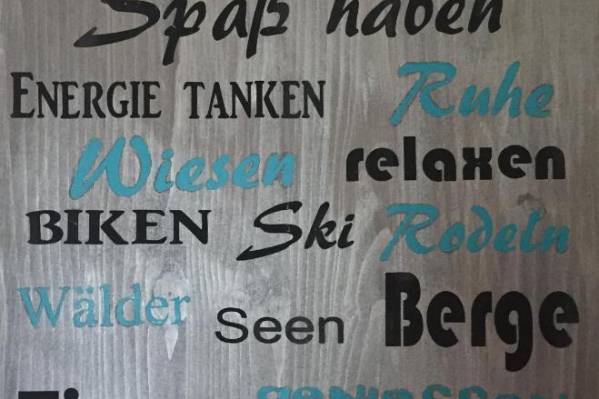 Spaß haben
ENERGIE TANKEN Ruhe
Wiesen relaxen
BIKEN Ski Rodeln
Wälder Seen Berge